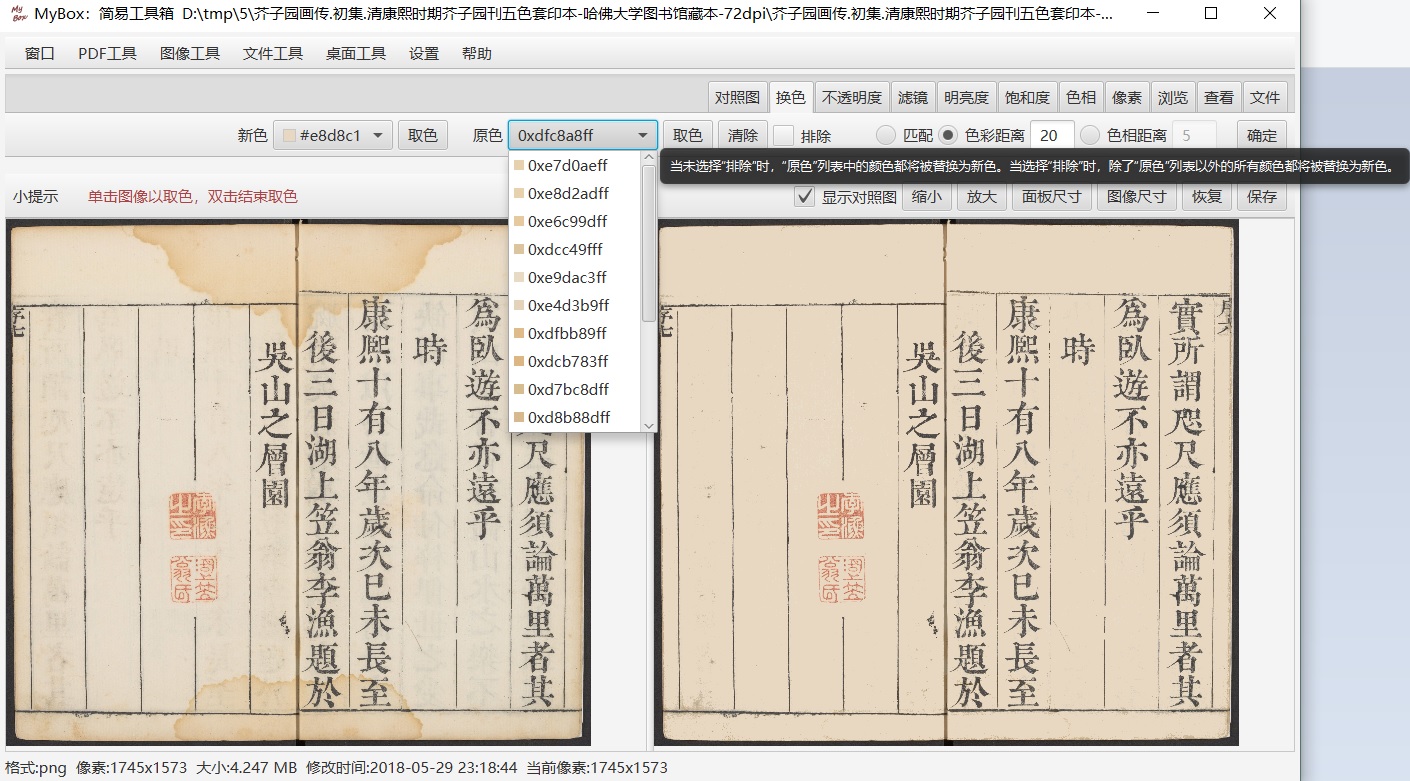 MyBox：简易工具箱  D:\tmp\5\芥子园画传.初集.清康熙时期芥子园刊五色套印本-哈佛大学图书馆藏本-72dpi\芥子园画传.初集.清康熙时期芥子园刊五色套印本-...
窗口 PDF工具 图像工具 文件工具 桌面工具 设置 帮助
对照图 换色 不透明度 滤镜 明亮度 饱和度 色相 像素 浏览 查看 文件
新色 #e8d8c1 取色 原色 0xdfc8a8ff 取色 清除 排除 匹配 色彩距离 20 色相距离 5 确定
当未选择“排除”时，“原色”列表中的颜色都将被替换为新色。当选择“排除”时，除了“原色”列表以外的所有颜色都将被替换为新色。
小提示 单击图像以取色，双击结束取色
显示对照图 缩小 放大 面板尺寸 图像尺寸 恢复 保存
0xe7d0aeff
0xe8d2adff
0xe6c99dff
0xdcc49fff
0xe9dac3ff
0xe4d3b9ff
0xdfbb89ff
0xdcb783ff
0xd7bc8dff
0xd8b88dff
尺應須論萬里者其
爲臥遊不亦遠乎
時
康熙十有八年歲次已未長至
後三日湖上笠翁李漁題於
吳山之層園
序七
實所謂咫尺應須論萬里者其
爲臥遊不亦遠乎
時
康熙十有八年歲次已未長至
後三日湖上笠翁李漁題於
吳山之層園
格式:png 像素:1745x1573 大小:4.247 MB 修改时间:2018-05-29 23:18:44 当前像素:1745x1573